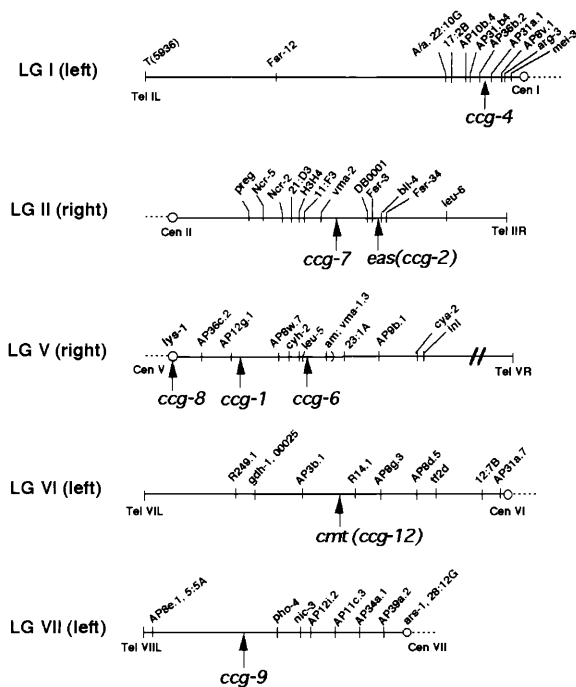 LG I (left)
T(5936)
Far-12
A/a, 22:10G
17:2B
AP10b.4
AP31.b4
AP36b.2
AP31a.1
AP8v.1
arg-3
mei-3
Tel IL
Cen I
ccg-4
LG II (right)
preg
Ncr-5
Ncr-2
21:D3
H3H4
11:F3
vma-2
DB0001
Far-3
bli-4
Far-34
leu-6
Cen II
Tel IIR
ccg-7
eas(ccg-2)
LG V (right)
lys-1
AP36c.2
AP12g.1
AP8w.7
cyh-2
leu-5
am; vma-1,3
23:1A
AP9b.1
cya-2
inl
Cen V
Tel VR
ccg-8
ccg-1
ccg-6
LG VI (left)
R249.1
gdh-1, 00025
AP3b.1
R14.1
AP8g.3
AP8d.5
tf2d
12:7B
AP31a.7
Tel VIL
Cen VI
cmt (ccg-12)
LG VII (left)
AP8e.1, 5:5A
pho-4
nic-3
AP12i.2
AP11c.3
AP34a.1
AP39a.2
ars-1, 28:12G
Tel VIIL
Cen VII
ccg-9